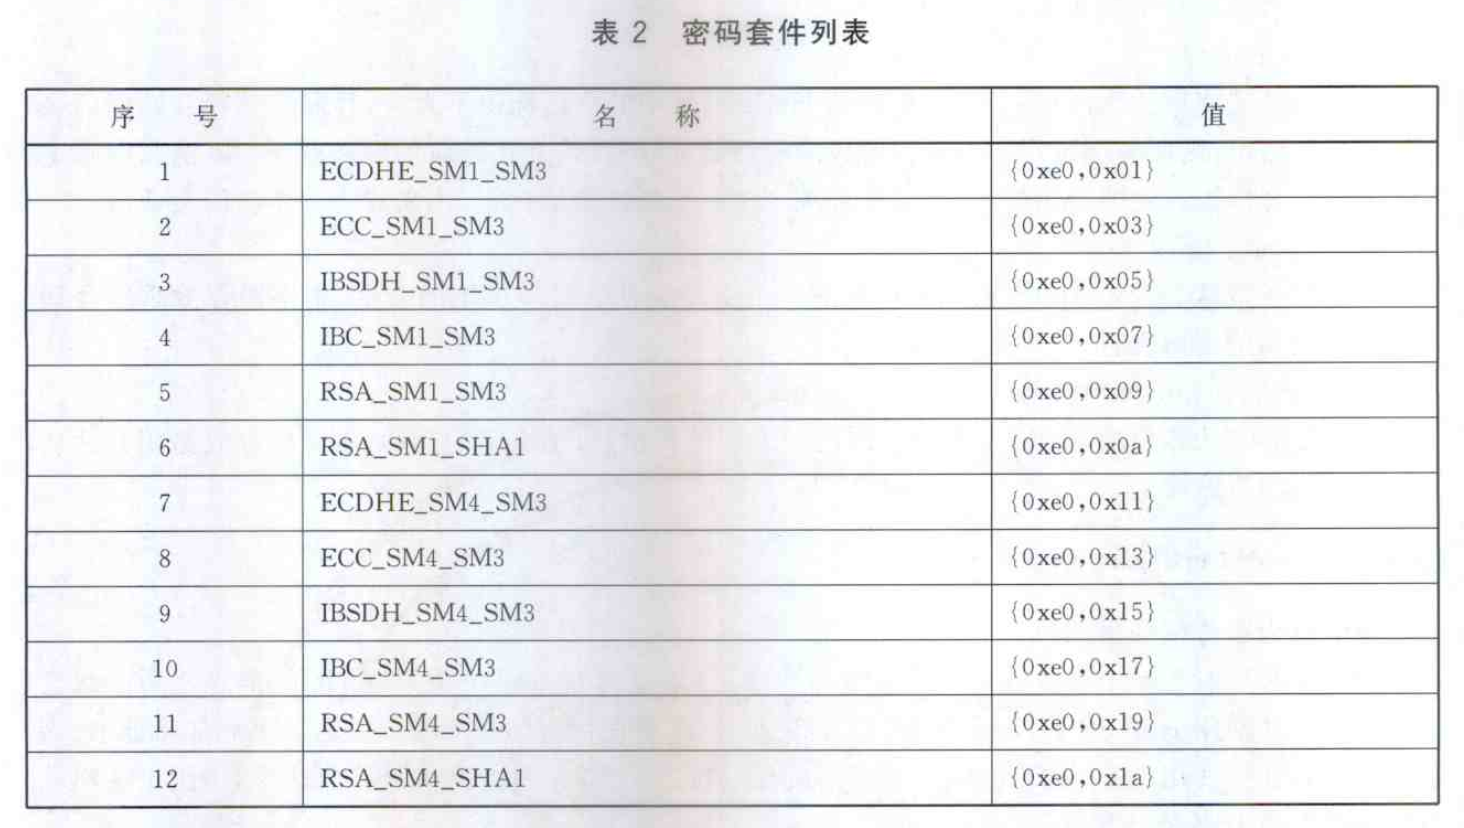 表 2 密码套件列表
序 号 名 称 值
1 ECDHE_SM1_SM3 {0xe0,0x01}
2 ECC_SM1_SM3 {0xe0,0x03}
3 IBSDH_SM1_SM3 {0xe0,0x05}
4 IBC_SM1_SM3 {0xe0,0x07}
5 RSA_SM1_SM3 {0xe0,0x09}
6 RSA_SM1_SHA1 {0xe0,0x0a}
7 ECDHE_SM4_SM3 {0xe0,0x11}
8 ECC_SM4_SM3 {0xe0,0x13}
9 IBSDH_SM4_SM3 {0xe0,0x15}
10 IBC_SM4_SM3 {0xe0,0x17}
11 RSA_SM4_SM3 {0xe0,0x19}
12 RSA_SM4_SHA1 {0xe0,0x1a}